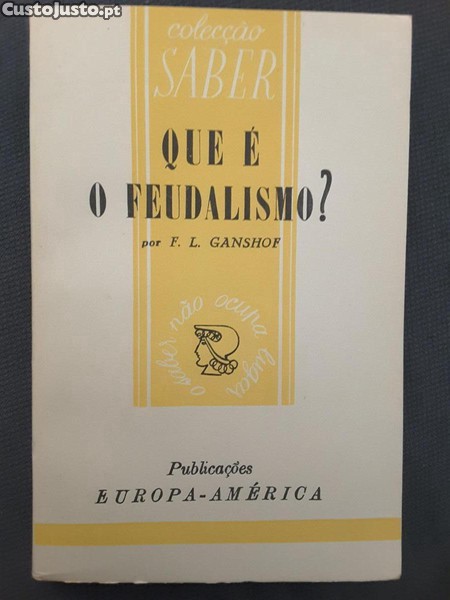 CustoJusto.pt
colecção
SABER
QUE É
O FEUDALISMO?
por F. L. GANSHOF
o saber não ocupa lugar
Publicações
EUROPA-AMÉRICA